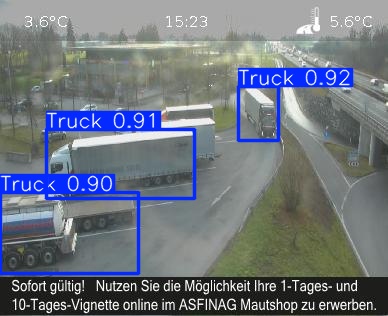 3.6°C 15:23 5.6°C
Truck 0.92
Truck 0.91
Truck 0.90
Sofort gültig! Nutzen Sie die Möglichkeit Ihre 1-Tages- und
10-Tages-Vignette online im ASFINAG Mautshop zu erwerben.